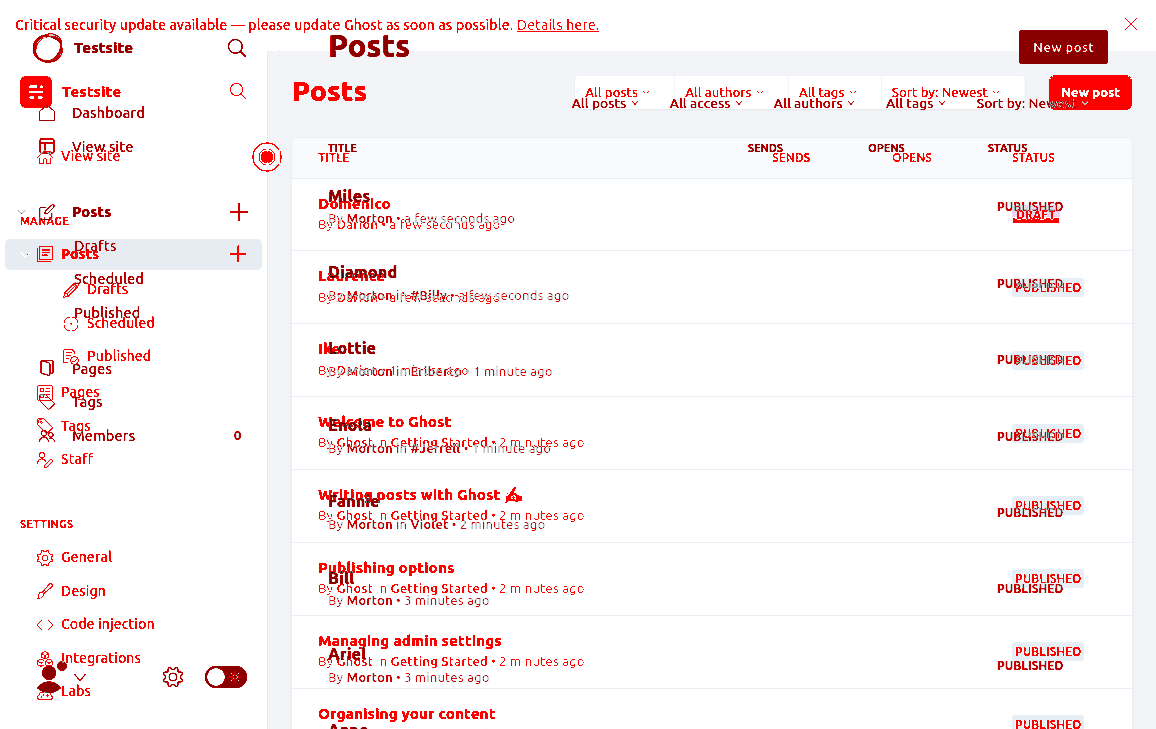 Critical security update available — please update Ghost as soon as possible. Details here.
Testsite
Posts
New post
Testsite
Posts
All posts
All authors
All tags
Sort by: Newest
New post
All posts
All access
All authors
All tags
Sort by: Newest
Dashboard
View site
View site
TITLE
SENDS
OPENS
STATUS
TITLE
SENDS
OPENS
STATUS
Posts
MANAGE
Miles
PUBLISHED
Domenico
DRAFT
By Morton • a few seconds ago
By Darion • a few seconds ago
Drafts
Posts
Scheduled
Drafts
Diamond
PUBLISHED
Laurence
PUBLISHED
By Morton in #Billy • a few seconds ago
Published
Scheduled
Lottie
PUBLISHED
PUBLISHED
Published
Pages
1 minute ago
Pages
Tags
Tags
Members
0
Welcome to Ghost
Enola
PUBLISHED
PUBLISHED
By Ghost in Getting Started • 2 minutes ago
By Morton in #Jerrell • 1 minute ago
Staff
Writing posts with Ghost ✍️
Fannie
PUBLISHED
PUBLISHED
By Ghost in Getting Started • 2 minutes ago
By Morton in Violet • 2 minutes ago
SETTINGS
General
Publishing options
Bill
PUBLISHED
PUBLISHED
By Ghost in Getting Started • 2 minutes ago
By Morton • 3 minutes ago
Design
Code injection
Managing admin settings
Ariel
PUBLISHED
PUBLISHED
By Ghost in Getting Started • 2 minutes ago
By Morton • 3 minutes ago
Integrations
Labs
Organising your content
PUBLISHED